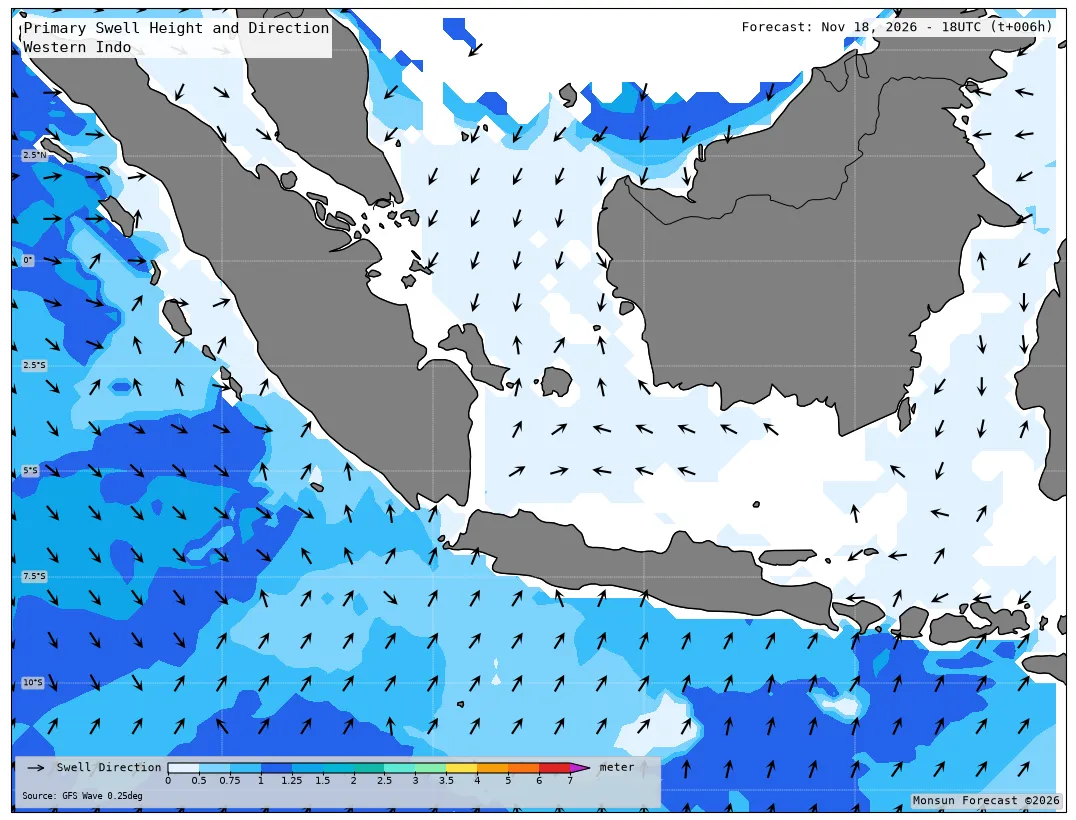 Primary Swell Height and Direction
Western Indo
Forecast: Nov 18, 2026 - 18UTC (t+006h)
2.5°N
0°
2.5°S
5°S
7.5°S
10°S
Swell Direction
0 0.5 0.75 1 1.25 1.5 2 2.5 3 3.5 4 5 6 7
meter
Source: GFS Wave 0.25deg
Monsun Forecast ©2026